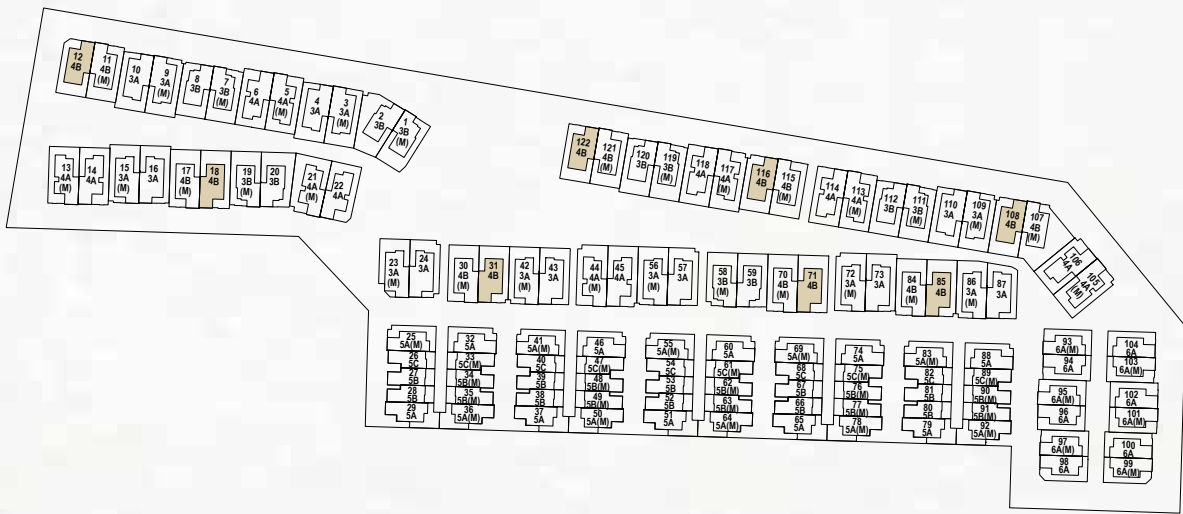 12
4B
11
4B
(M)
10
3A
9
3A
(M)
8
3B
7
3B
(M)
6
4A
5
4A
(M)
4
3A
3
3A
(M)
2
3B
1
3B
(M)
13
4A
(M)
14
4A
15
3A
(M)
16
3A
17
4B
(M)
18
4B
19
3B
(M)
20
3B
21
4A
(M)
22
4A
122
4B
121
4B
(M)
120
3B
119
3B
(M)
118
4A
117
4A
(M)
116
4B
115
4B
(M)
114
4A
113
4A
(M)
112
3B
111
3B
(M)
110
3A
109
3A
(M)
108
4B
107
4B
(M)
106
4A
105
4A
(M)
23
3A
(M)
24
3A
30
4B
(M)
31
4B
42
3A
(M)
43
3A
44
4A
(M)
45
4A
56
3A
(M)
57
3A
58
3B
(M)
59
3B
70
4B
(M)
71
4B
72
3A
(M)
73
3A
84
4B
(M)
85
4B
86
3A
(M)
87
3A
25
5A(M)
26
5C
27
5B
28
5B
29
5A
32
5A
33
5C(M)
34
5B(M)
35
5B(M)
36
5A(M)
41
5A(M)
40
5C
39
5B
38
5B
37
5A
46
5A
47
5C(M)
48
5B(M)
49
5B(M)
50
5A(M)
55
5A(M)
54
5C
53
5B
52
5B
51
5A
60
5A
61
5C(M)
62
5B(M)
63
5B(M)
64
5A(M)
69
5A(M)
68
5C
67
5B
66
5B
65
5A
74
5A
75
5C(M)
76
5B(M)
77
5B(M)
78
5A(M)
83
5A(M)
82
5C
81
5B
80
5B
79
5A
88
5A
89
5C(M)
90
5B(M)
91
5B(M)
92
5A(M)
93
6A(M)
94
6A
95
6A(M)
96
6A
97
6A(M)
98
6A
104
6A
103
6A(M)
102
6A
101
6A(M)
100
6A
99
6A(M)